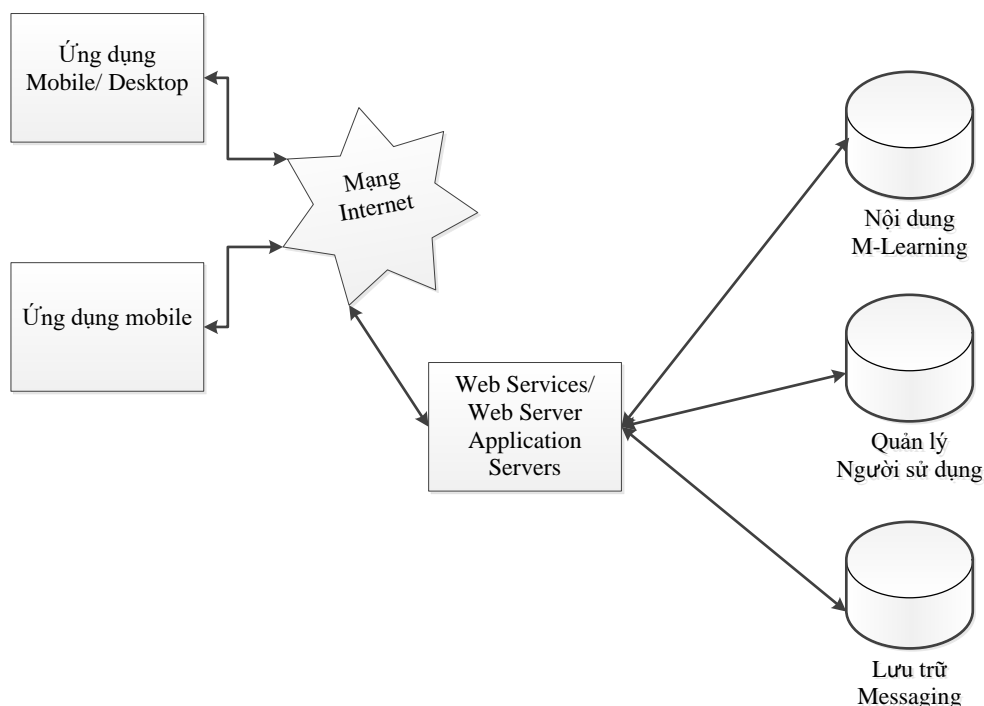 Ứng dụng
Mobile/ Desktop
Mạng
Internet
Nội dung
M-Learning
Ứng dụng mobile
Web Services/
Web Server
Application
Servers
Quản lý
Người sử dụng
Lưu trữ
Messaging